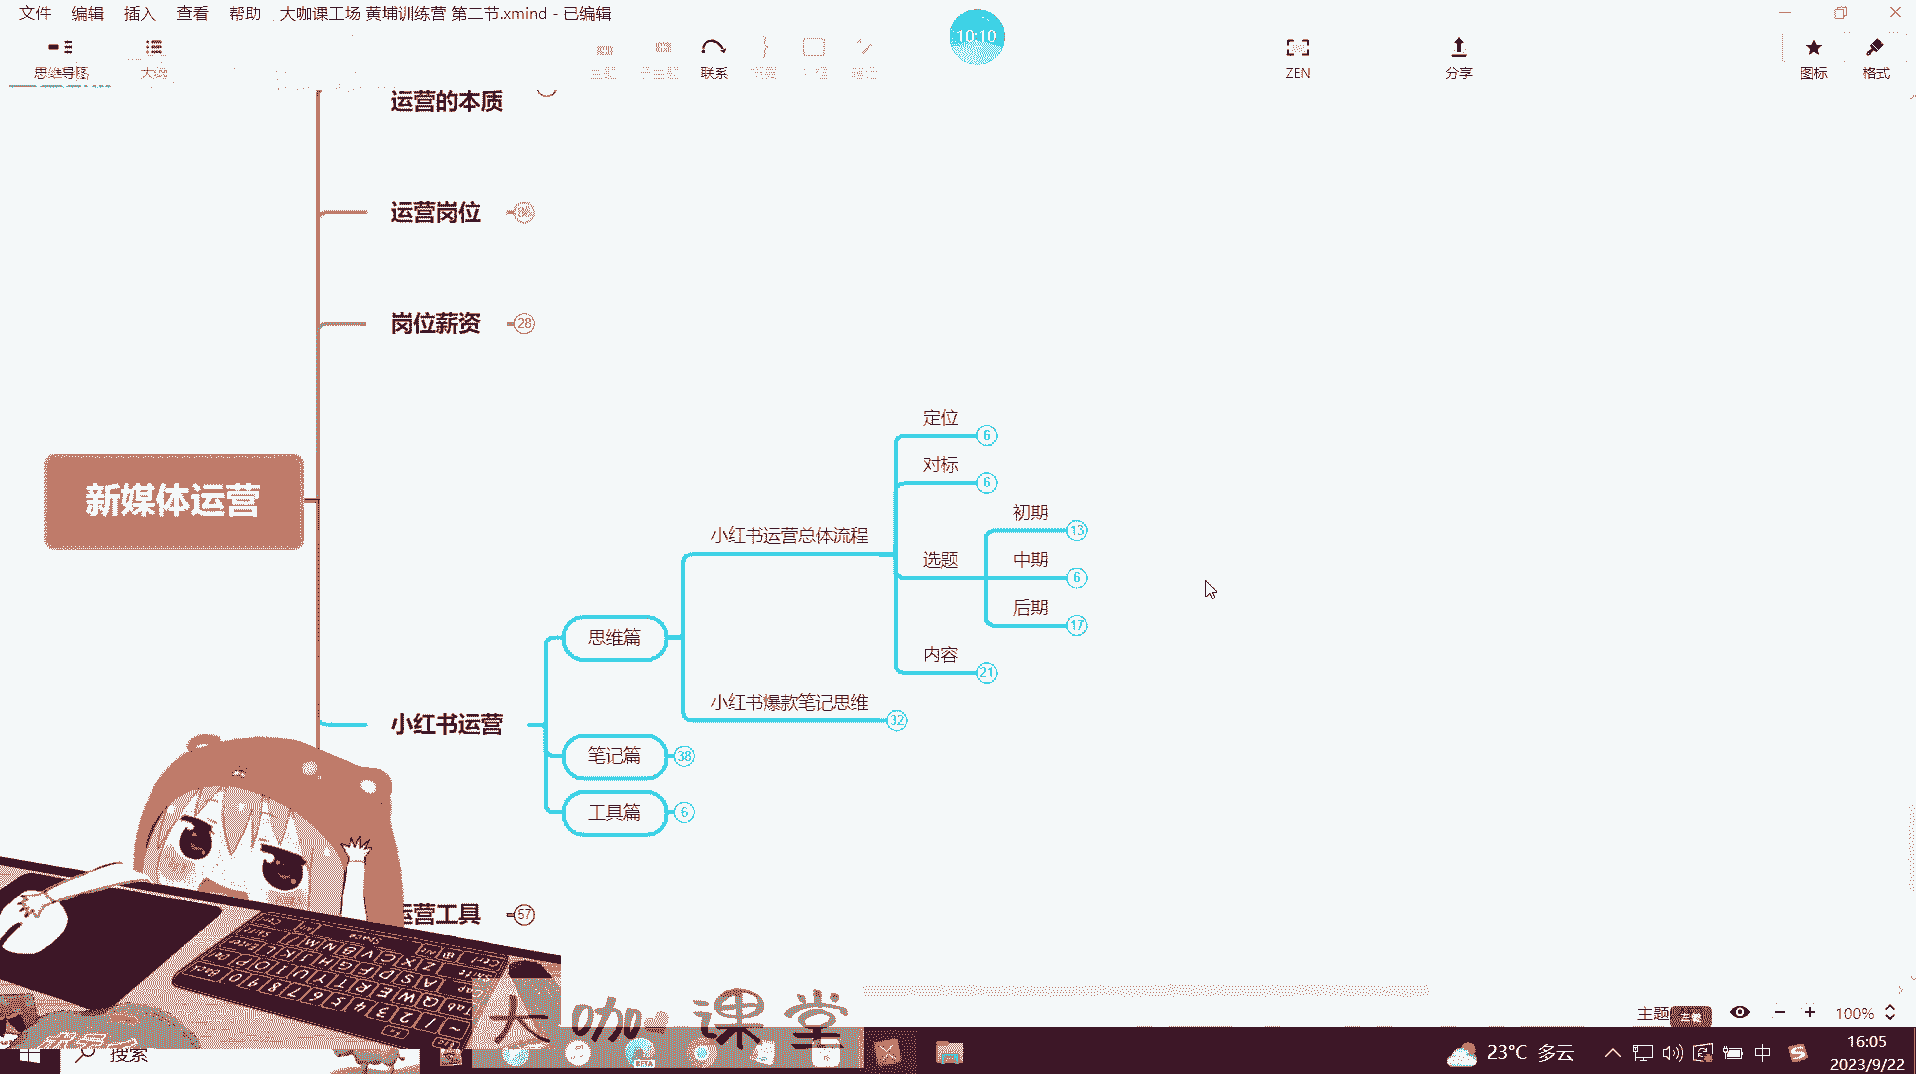 文件 编辑 插入 查看 帮助 大咖课工场 黄埔训练营 第二节.xmind - 已编辑
思维导图 大纲 联系 10:10 ZEN 分享 图标 格式
运营的本质
运营岗位
岗位薪资 28
定位 6
对标 6
初期 13
中期 6
后期 17
选题
内容 21
小红书运营总体流程
小红书爆款笔记思维 32
新媒体运营
小红书运营
思维篇
笔记篇 38
工具篇 6
运营工具 57
大咖课堂
主题 100%
搜索
23°C 多云 中 16:05
2023/9/22